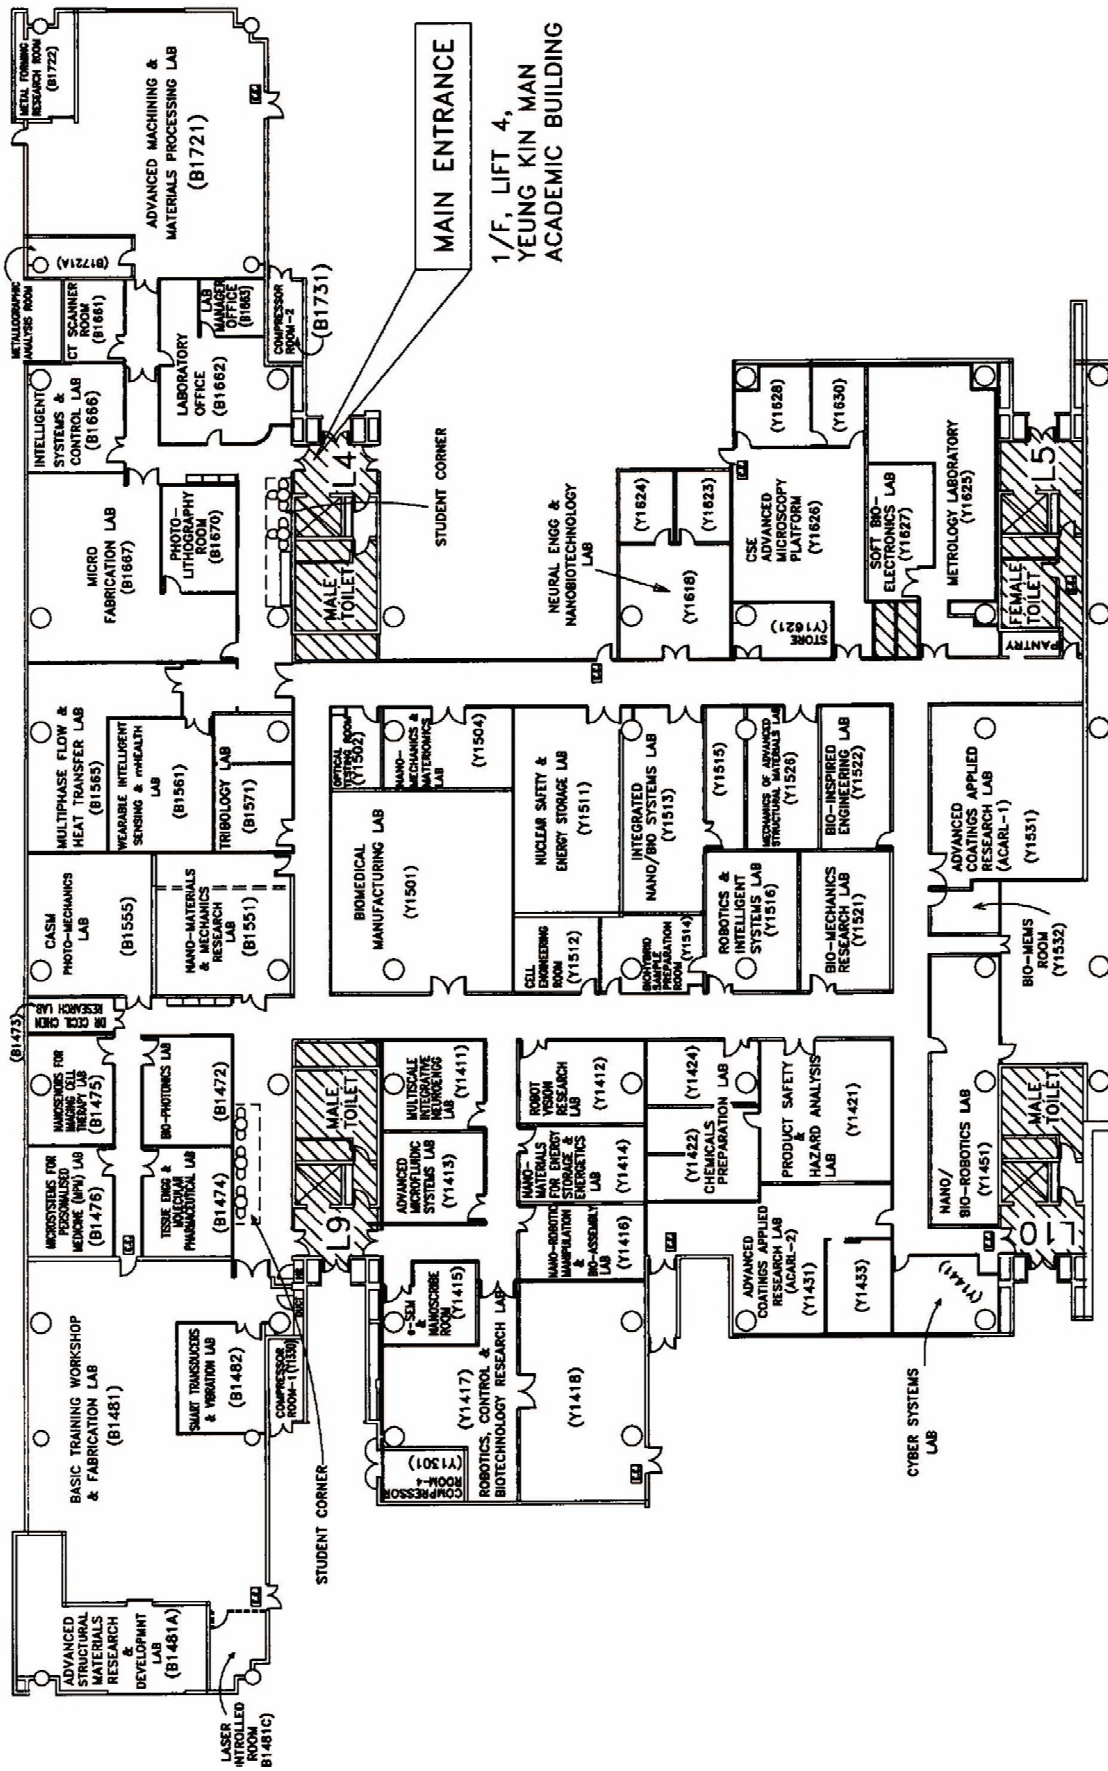 LASER
ONTROLLED
ROOM
B1481C)
ADVANCED
STRUCTURAL
MATERIALS
RESEARCH
&
DEVELOPMNT
LAB
(B1481A)
BASIC TRAINING WORKSHOP
& FABRICATION LAB
(B1481)
SMART TRANSDUCERS
& VIBRATION LAB
(B1482)
COMPRESSOR
ROOM-1(Y1330)
DUCT
MICROSYSTEMS FOR
PERSONALISED
MEDICINE (MPM) LAB
(B1476)
TISSUE ENGG &
MOLECULAR
PHARMACEUTICAL LAB
(B1474)
NANOSENSORS FOR
IMAGING CELL
THERAPY LAB
(B1475)
BIO-PHOTONICS LAB
(B1472)
(B1473)
DR CECIL CHEN
RESEARCH LAB
CASM
PHOTO-MECHANICS
LAB
(B1555)
NANO-MATERIALS
& MECHANICS
RESEARCH
LAB
(B1551)
MULTIPHASE FLOW &
HEAT TRANSFER LAB
(B1565)
WEARABLE INTELLIGENT
SENSING & mHEALTH
LAB
(B1561)
TRIBOLOGY LAB
(B1571)
MICRO
FABRICATION LAB
(B1667)
PHOTO-
LITHOGRAPHY
ROOM
(B1670)
INTELLIGENT
SYSTEMS &
CONTROL LAB
(B1666)
METALLOGRAPHIC
ANALYSIS ROOM
CT SCANNER
ROOM
(B1661)
(B1721A)
LABORATORY
OFFICE
(B1662)
LAB
MANAGER
OFFICE
(B1663)
COMPRESSOR
ROOM-2
(B1731)
METAL FORMING
RESEARCH ROOM
(B1722)
ADVANCED MACHINING &
MATERIALS PROCESSING LAB
(B1721)
MAIN ENTRANCE
1/F, LIFT 4,
YEUNG KIN MAN
ACADEMIC BUILDING
STUDENT CORNER
L4
MALE
TOILET
STUDENT CORNER
L9
MALE
TOILET
e-SEM
&
NANOSCRIBE
ROOM
(Y1415)
COMPRESSOR
ROOM-4
(Y1301)
(Y1417)
ROBOTICS, CONTROL &
BIOTECHNOLOGY RESEARCH LAB
(Y1418)
ADVANCED
MICROFLUIDIC
SYSTEMS LAB
(Y1413)
MULTISCALE
INTEGRATIVE
NEUROENGG
LAB
(Y1411)
NANO-ROBOTIC
MANIPULATION
&
BIO-ASSEMBLY
LAB
(Y1416)
NANO-
MATERIALS
FOR ENERGY
STORAGE &
ENERGETICS
LAB
(Y1414)
ROBOT
VISION
RESEARCH
LAB
(Y1412)
(Y1422)
(Y1424)
CHEMICALS
PREPARATION LAB
PRODUCT SAFETY
&
HAZARD ANALYSIS
LAB
(Y1421)
ADVANCED
COATINGS APPLIED
RESEARCH LAB
(ACARL-2)
(Y1431)
(Y1433)
(Y1441)
CYBER SYSTEMS
LAB
NANO/
BIO-ROBOTICS LAB
(Y1451)
L10
MALE
TOILET
BIOMEDICAL
MANUFACTURING LAB
(Y1501)
OPTICAL
TESTING ROOM
(Y1502)
NANO-
MECHANICS &
MATERIOMICS
LAB
(Y1504)
NUCLEAR SAFETY &
ENERGY STORAGE LAB
(Y1511)
CELL
ENGINEERING
ROOM
(Y1512)
INTEGRATED
NANO/BIO SYSTEMS LAB
(Y1513)
BIOHYBRID
SAMPLE
PREPARATION
ROOM
(Y1514)
(Y1515)
ROBOTICS &
INTELLIGENT
SYSTEMS LAB
(Y1516)
MECHANICS OF ADVANCED
STRUCTURAL MATERIALS LAB
(Y1526)
BIO-MECHANICS
RESEARCH LAB
(Y1521)
BIO-INSPIRED
ENGINEERING LAB
(Y1522)
ADVANCED
COATINGS APPLIED
RESEARCH LAB
(ACARL-1)
(Y1531)
BIO-MEMS
ROOM
(Y1532)
NEURAL ENGG &
NANOBIOTECHNOLOGY
LAB
(Y1618)
(Y1624)
(Y1623)
STORE
(Y1621)
CSE
ADVANCED
MICROSCOPY
PLATFORM
(Y1626)
(Y1628)
(Y1630)
SOFT BIO-
ELECTRONICS LAB
(Y1627)
METROLOGY LABORATORY
(Y1625)
PANTRY
FEMALE
TOILET
L5